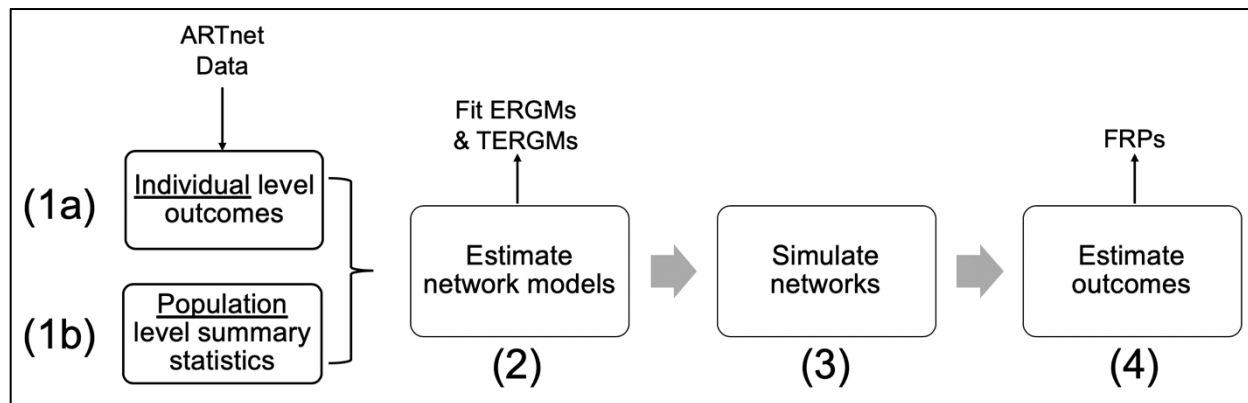 ARTnet
Data
(1a)
Individual level
outcomes
(1b)
Population
level summary
statistics
Fit ERGMs
& TERGMs
Estimate
network models
(2)
Simulate
networks
(3)
FRPs
Estimate
outcomes
(4)